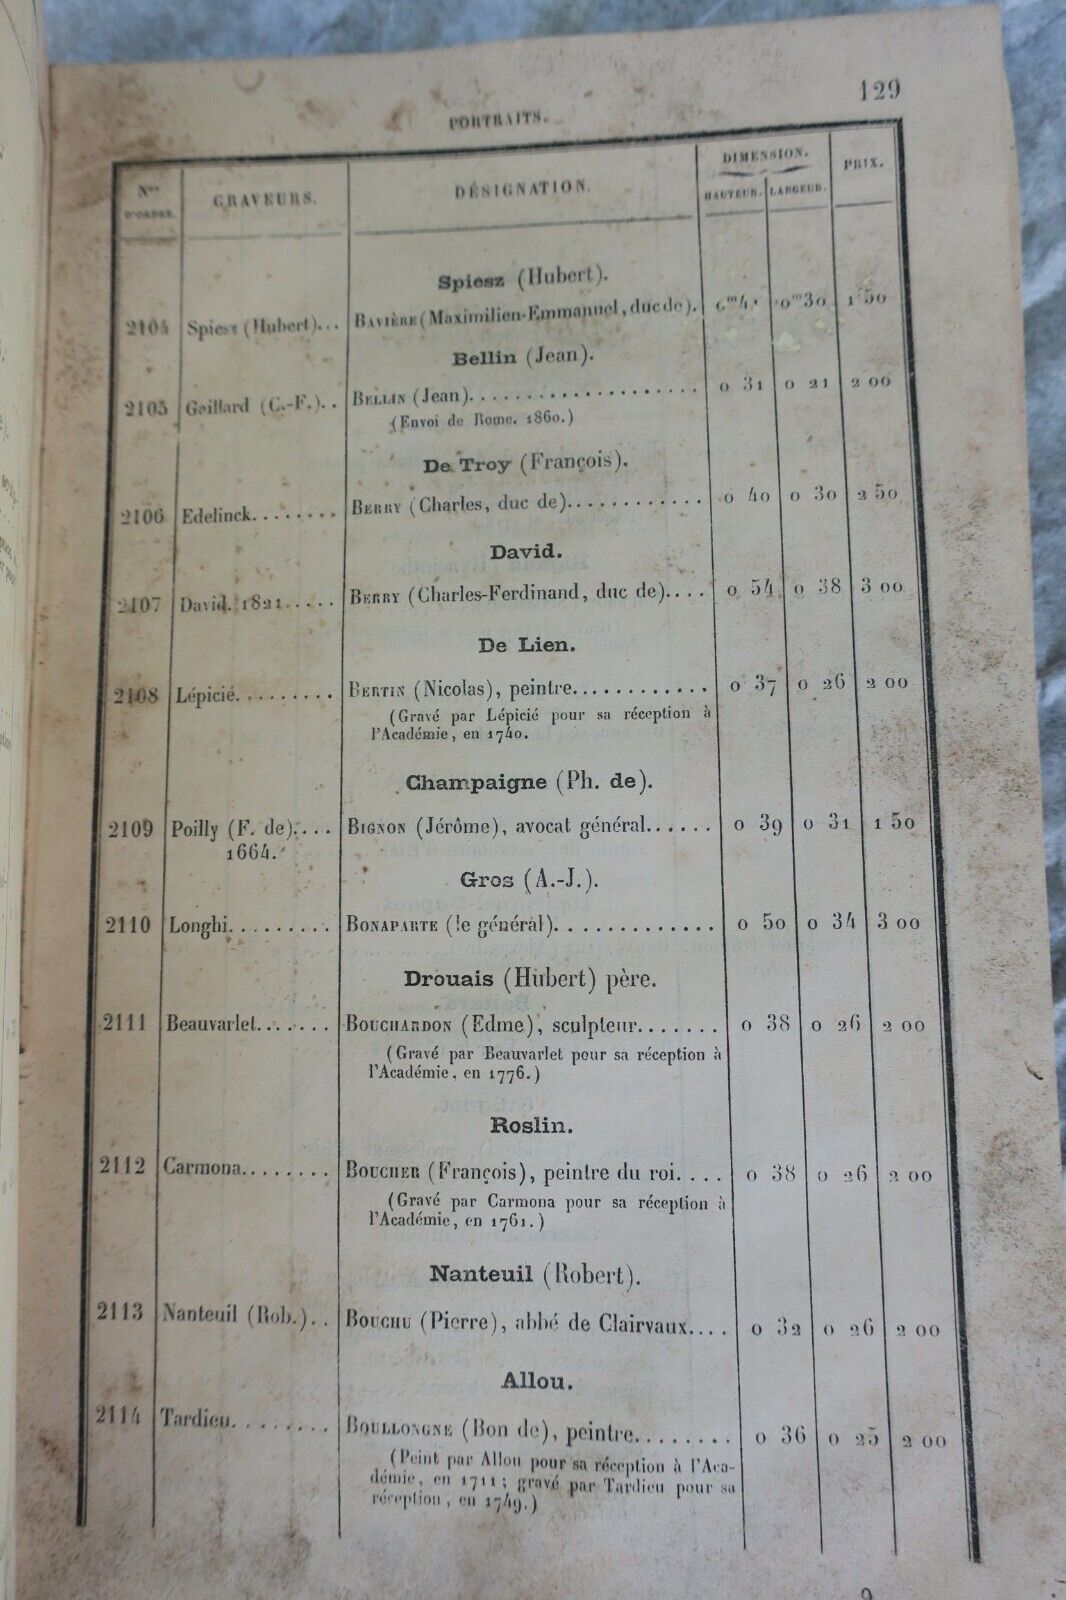 129
PORTRAITS.
Nos D'ORDRE. GRAVEURS. DÉSIGNATION. DIMENSION. PRIX.
HAUTEUR. LARGEUR.
Spiesz (Hubert).
2104 Spiesz (Hubert)... BAVIÈRE (Maximilien-Emmanuel, duc de). 0m 30 1f 50
Bellin (Jean).
2105 Gaillard (C.-F.).. BELLIN (Jean).................... 0 31 0 21 2 00
(Envoi de Rome. 1860.)
De Troy (François).
2106 Edelinck........ BERRY (Charles, duc de)............ 0 40 0 30 2 50
David.
2107 David. 1821..... BERRY (Charles-Ferdinand, duc de).... 0 54 0 38 3 00
De Lien.
2108 Lépicié......... BERTIN (Nicolas), peintre............ 0 37 0 26 2 00
(Gravé par Lépicié pour sa réception à
l'Académie, en 1740.
Champaigne (Ph. de).
2109 Poilly (F. de).... BIGNON (Jérôme), avocat général...... 0 39 0 31 1 50
1664.
Gros (A.-J.).
2110 Longhi......... BONAPARTE (le général)............. 0 50 0 34 3 00
Drouais (Hubert) père.
2111 Beauvarlet....... BOUCHARDON (Edme), sculpteur....... 0 38 0 26 2 00
(Gravé par Beauvarlet pour sa réception à
l'Académie, en 1776.)
Roslin.
2112 Carmona........ BOUCHER (François), peintre du roi.... 0 38 0 26 2 00
(Gravé par Carmona pour sa réception à
l'Académie, en 1761.)
Nanteuil (Robert).
2113 Nanteuil (Rob.).. BOUCHU (Pierre), abbé de Clairvaux.... 0 32 0 26 2 00
Allou.
2114 Tardieu........ BOULLONGNE (Bon de), peintre........ 0 36 0 25 2 00
(Peint par Allou pour sa réception à l'Aca-
démie, en 1711; gravé par Tardieu pour sa
réception, en 1749.)
9